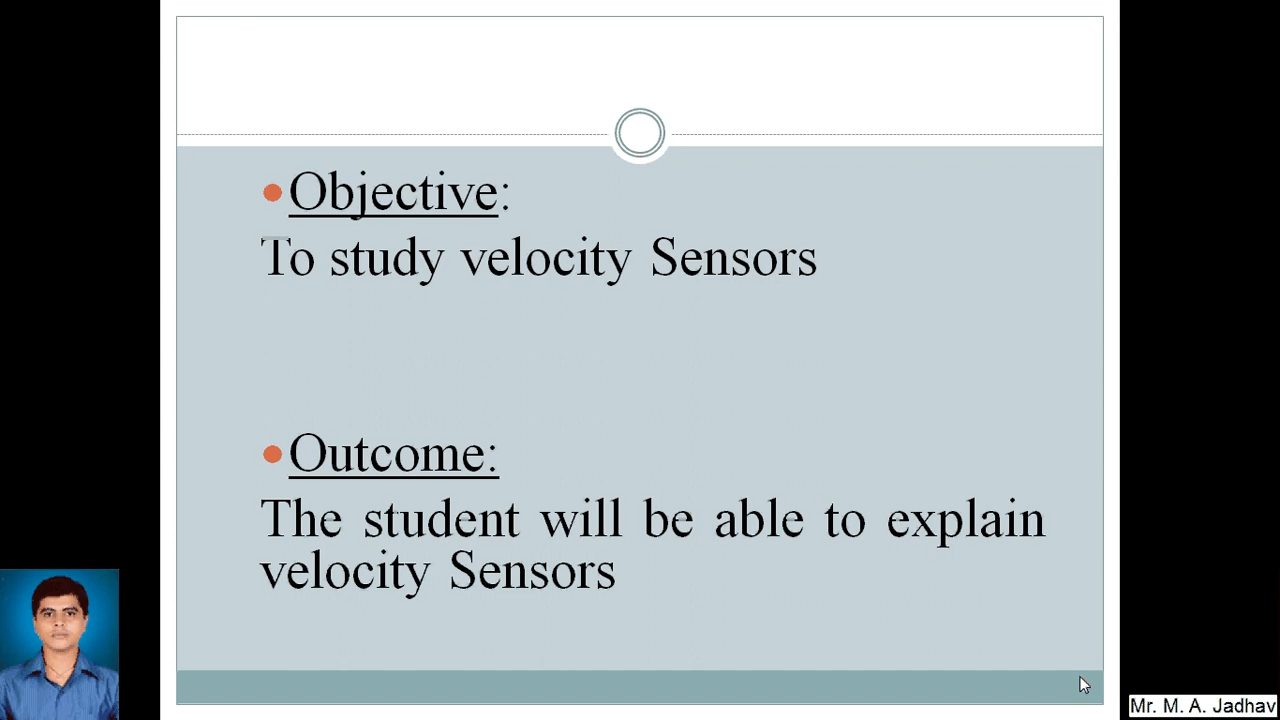 Objective:
To study velocity Sensors
Outcome:
The student will be able to explain
velocity Sensors
Mr. M. A. Jadhav